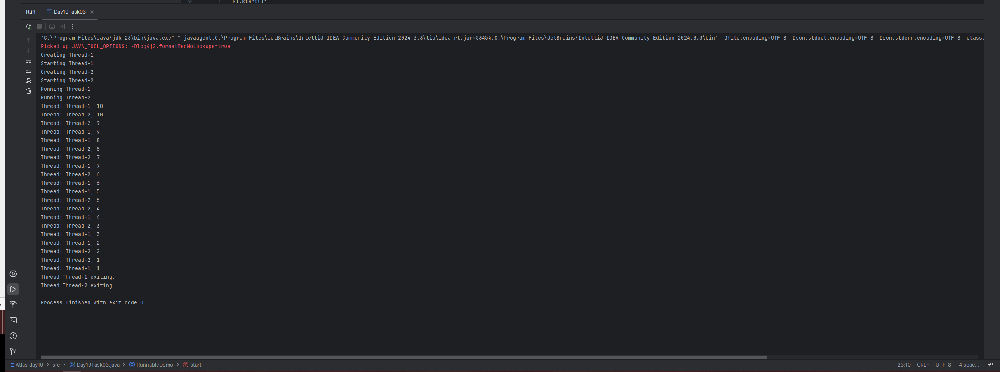 32 R1.start();
Run Day10Task03
"C:\Program Files\Java\jdk-23\bin\java.exe" "-javaagent:C:\Program Files\JetBrains\IntelliJ IDEA Community Edition 2024.3.3\lib\idea_rt.jar=53454:C:\Program Files\JetBrains\IntelliJ IDEA Community Edition 2024.3.3\bin" -Dfile.encoding=UTF-8 -Dsun.stdout.encoding=UTF-8 -Dsun.stderr.encoding=UTF-8 -classp
Picked up JAVA_TOOL_OPTIONS: -Dlog4j2.formatMsgNoLookups=true
Creating Thread-1
Starting Thread-1
Creating Thread-2
Starting Thread-2
Running Thread-1
Running Thread-2
Thread: Thread-1, 10
Thread: Thread-2, 10
Thread: Thread-2, 9
Thread: Thread-1, 9
Thread: Thread-1, 8
Thread: Thread-2, 8
Thread: Thread-2, 7
Thread: Thread-1, 7
Thread: Thread-2, 6
Thread: Thread-1, 6
Thread: Thread-1, 5
Thread: Thread-2, 5
Thread: Thread-2, 4
Thread: Thread-1, 4
Thread: Thread-2, 3
Thread: Thread-1, 3
Thread: Thread-1, 2
Thread: Thread-2, 2
Thread: Thread-2, 1
Thread: Thread-1, 1
Thread Thread-1 exiting.
Thread Thread-2 exiting.
Process finished with exit code 0
Atlas day10 > src > Day10Task03.java > RunnableDemo > start 23:10 CRLF UTF-8 4 spac...